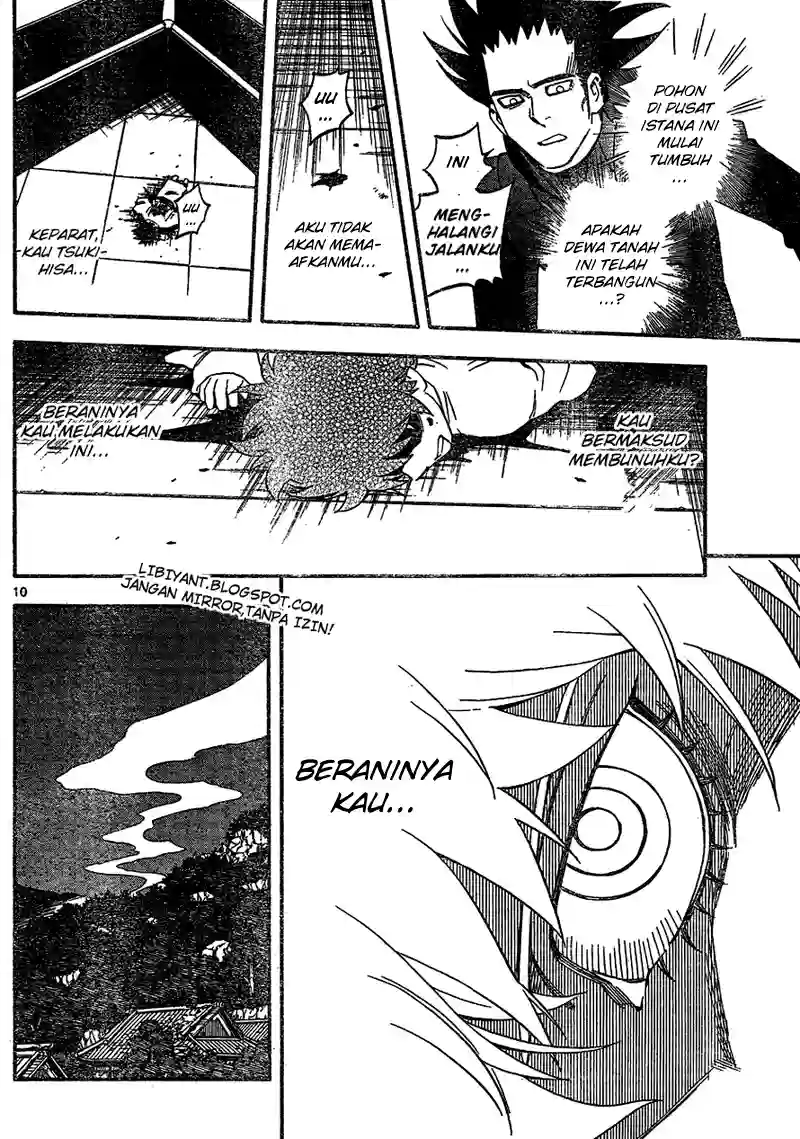 POHON
DI PUSAT
ISTANA INI
MULAI
TUMBUH
...
APAKAH
DEWA TANAH
INI TELAH
TERBANGUN
...?
INI
MENG-
HALANGI
JALANKU
...
UU
...
AKU TIDAK
AKAN MEMA-
AFKANMU...
UU
...
KEPARAT,
KAU TSUKI-
HISA...
KAU
BERMAKSUD
MEMBUNUHKU?
BERANINYA
KAU MELAKUKAN
INI...
10
LIBIYANT.BLOGSPOT.COM
JANGAN MIRROR,TANPA IZIN!
BERANINYA
KAU...